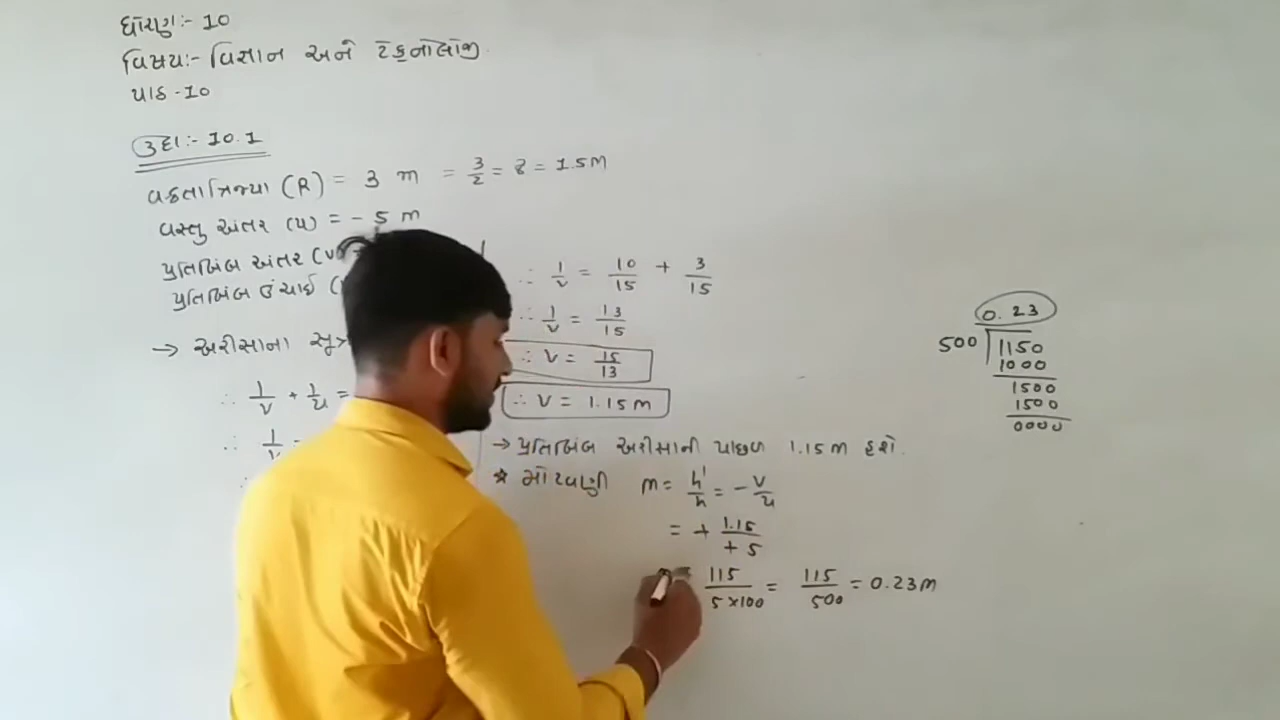 ધોરણ:- 10
વિષય:- વિજ્ઞાન અને ટેકનોલોજી.
પાઠ -10
ઉદા:- 10.1
વક્રતાત્રિજ્યા (R) = 3 m = 3/2 = 8 = 1.5M
વસ્તુ અંતર (u) = - 5 m
પ્રતિબિંબ અંતર (v)
પ્રતિબિંબ ઉંચાઈ (
→ અરીસાના સૂત્ર
∴ 1/v + 1/u =
∴ 1/v
∴ 1/v = 10/15 + 3/15
∴ 1/v = 13/15
∴ v = 15/13
∴ v = 1.15 m
→ પ્રતિબિંબ અરીસાની પાછળ 1.15 m હશે.
* મોટવણી m = h'/h = - v/u
= + 1.15/+ 5
115/5×100 = 115/500 = 0.23 m
0.23
500 1150
1000
1500
1500
0000